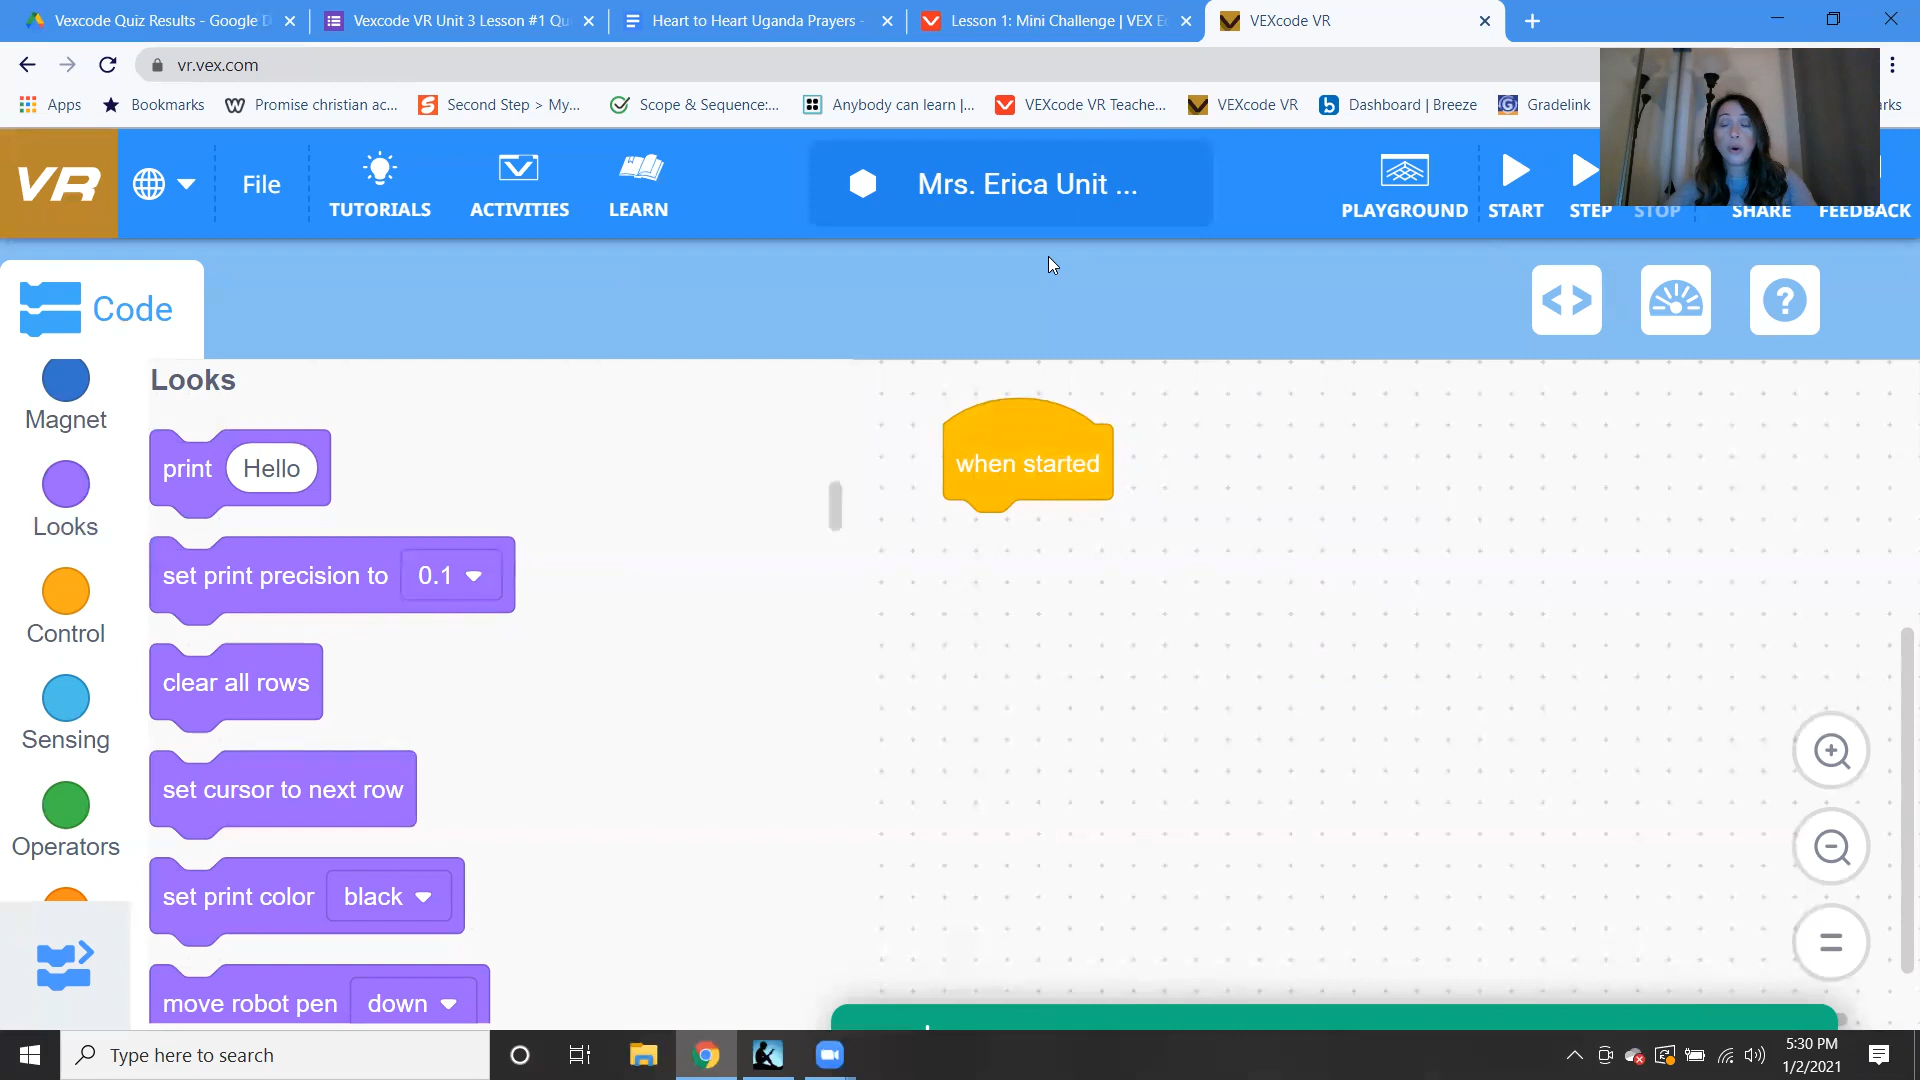 Vexcode Quiz Results - Google D
Vexcode VR Unit 3 Lesson #1 Qu
Heart to Heart Uganda Prayers -
Lesson 1: Mini Challenge | VEX E
VEXcode VR
vr.vex.com
Apps
Bookmarks
Promise christian ac...
Second Step > My...
Scope & Sequence:...
Anybody can learn |...
VEXcode VR Teache...
VEXcode VR
Dashboard | Breeze
Gradelink
rks
VR
File
TUTORIALS
ACTIVITIES
LEARN
Mrs. Erica Unit ...
PLAYGROUND
START
STEP
STOP
SHARE
FEEDBACK
Code
Magnet
Looks
Control
Sensing
Operators
Looks
print Hello
set print precision to 0.1
clear all rows
set cursor to next row
set print color black
move robot pen down
when started
Type here to search
5:30 PM
1/2/2021